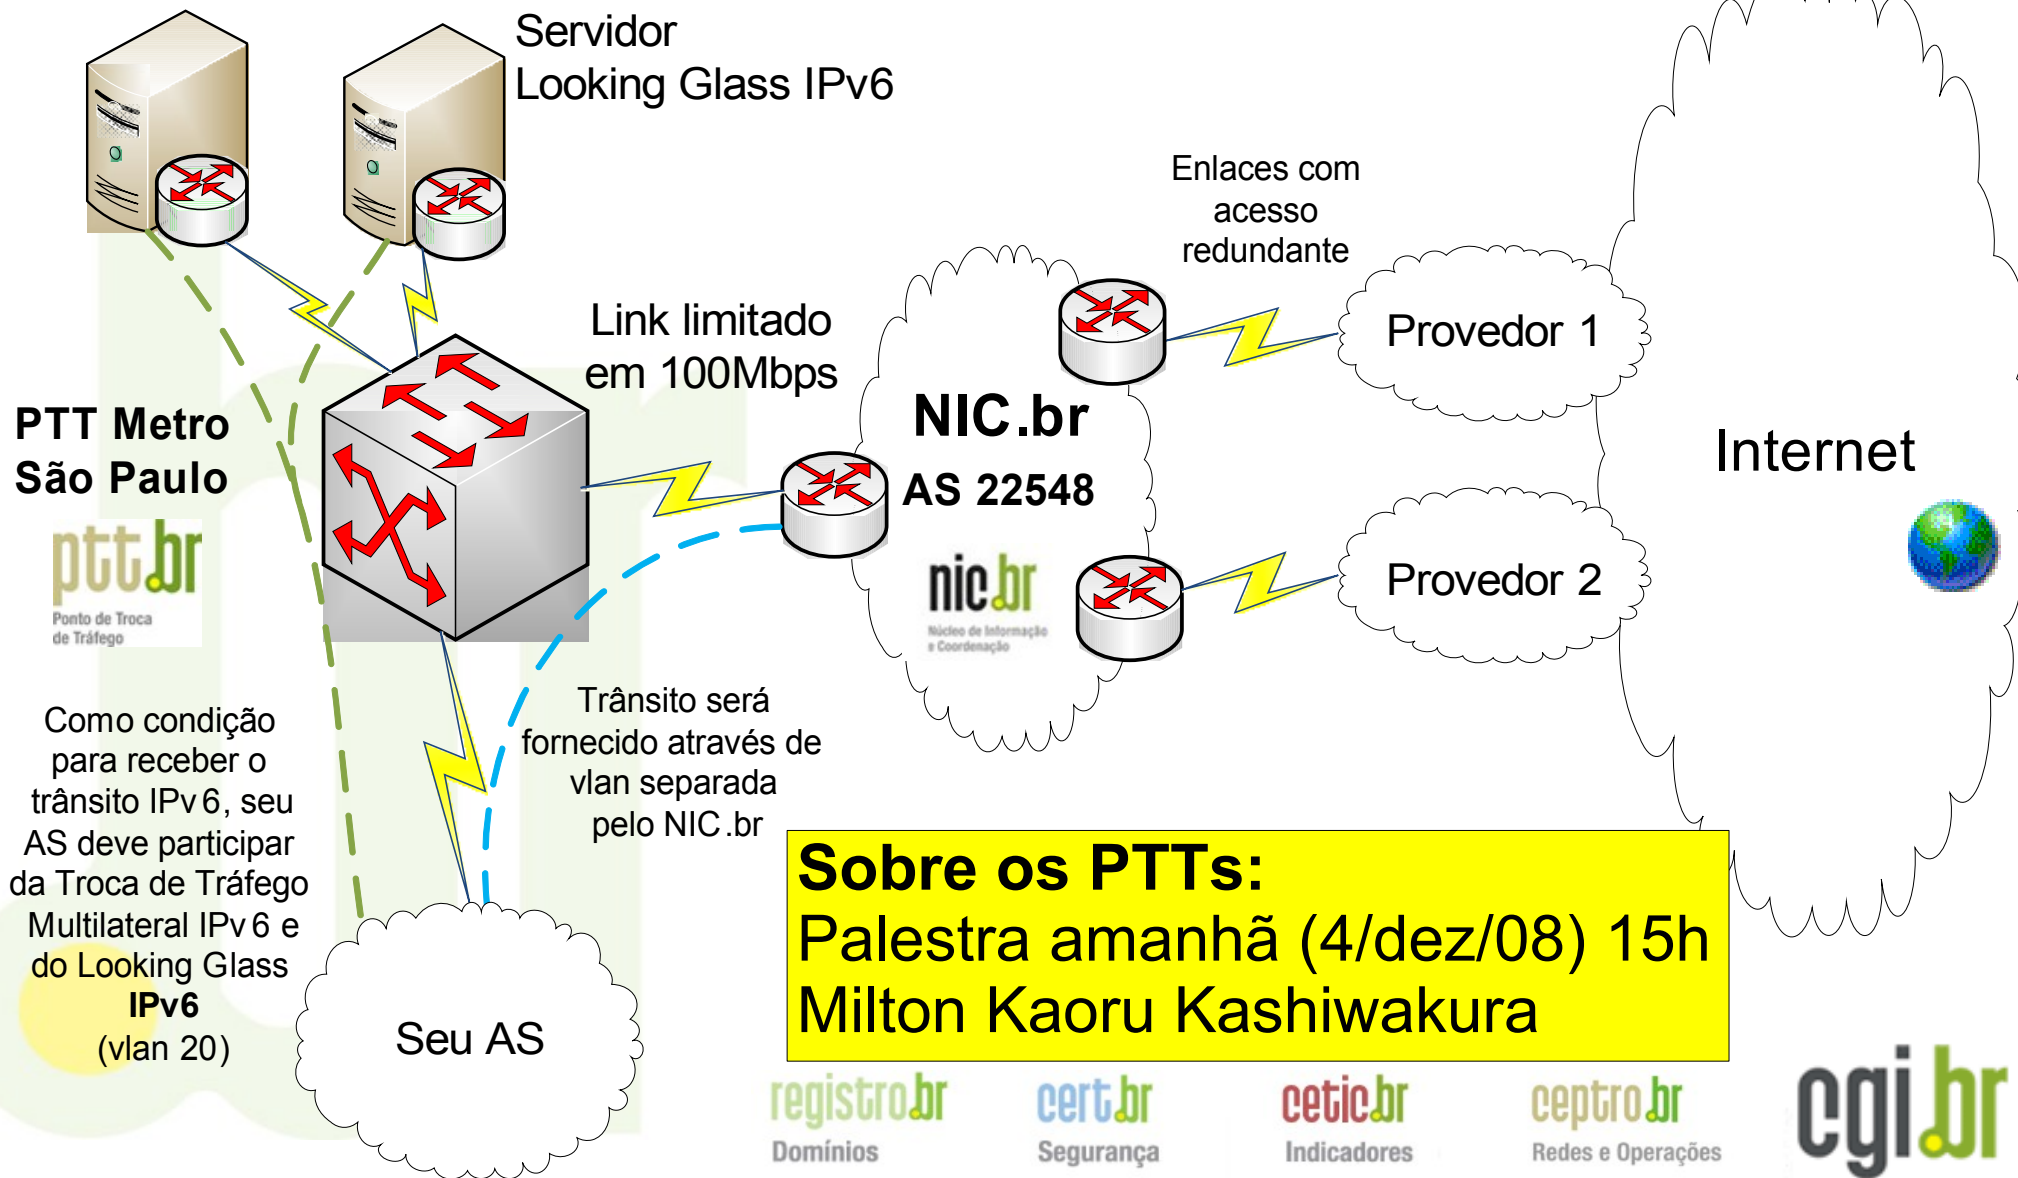 Servidor
Looking Glass IPv6
Enlaces com
acesso
redundante
Link limitado
em 100Mbps
Provedor 1
PTT Metro
São Paulo
NIC.br
AS 22548
Internet
ptt.br
Ponto de Troca
de Tráfego
nic.br
Núcleo de Informação
e Coordenação
Provedor 2
Como condição
para receber o
trânsito IPv6, seu
AS deve participar
da Troca de Tráfego
Multilateral IPv6 e
do Looking Glass
IPv6
(vlan 20)
Trânsito será
fornecido através de
vlan separada
pelo NIC.br
Seu AS
Sobre os PTTs:
Palestra amanhã (4/dez/08) 15h
Milton Kaoru Kashiwakura
registro.br
Domínios
cert.br
Segurança
cetic.br
Indicadores
ceptro.br
Redes e Operações
cgi.br